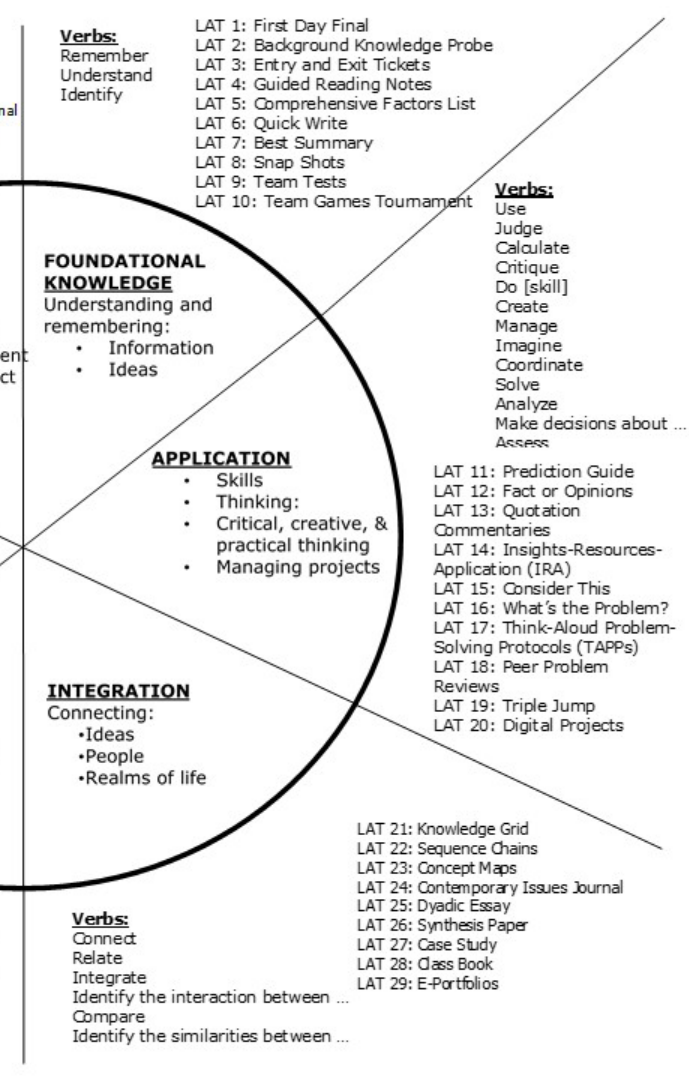 Verbs:
Remember
Understand
Identify
LAT 1: First Day Final
LAT 2: Background Knowledge Probe
LAT 3: Entry and Exit Tickets
LAT 4: Guided Reading Notes
LAT 5: Comprehensive Factors List
LAT 6: Quick Write
LAT 7: Best Summary
LAT 8: Snap Shots
LAT 9: Team Tests
LAT 10: Team Games Tournament
nal
FOUNDATIONAL
KNOWLEDGE
Understanding and
remembering:
• Information
• Ideas
ent
ct
Verbs:
Use
Judge
Calculate
Critique
Do [skill]
Create
Manage
Imagine
Coordinate
Solve
Analyze
Make decisions about ...
Assess
APPLICATION
• Skills
• Thinking:
• Critical, creative, &
practical thinking
• Managing projects
LAT 11: Prediction Guide
LAT 12: Fact or Opinions
LAT 13: Quotation
Commentaries
LAT 14: Insights-Resources-
Application (IRA)
LAT 15: Consider This
LAT 16: What's the Problem?
LAT 17: Think-Aloud Problem-
Solving Protocols (TAPPs)
LAT 18: Peer Problem
Reviews
LAT 19: Triple Jump
LAT 20: Digital Projects
INTEGRATION
Connecting:
•Ideas
•People
•Realms of life
LAT 21: Knowledge Grid
LAT 22: Sequence Chains
LAT 23: Concept Maps
LAT 24: Contemporary Issues Journal
LAT 25: Dyadic Essay
LAT 26: Synthesis Paper
LAT 27: Case Study
LAT 28: Class Book
LAT 29: E-Portfolios
Verbs:
Connect
Relate
Integrate
Identify the interaction between ...
Compare
Identify the similarities between ...